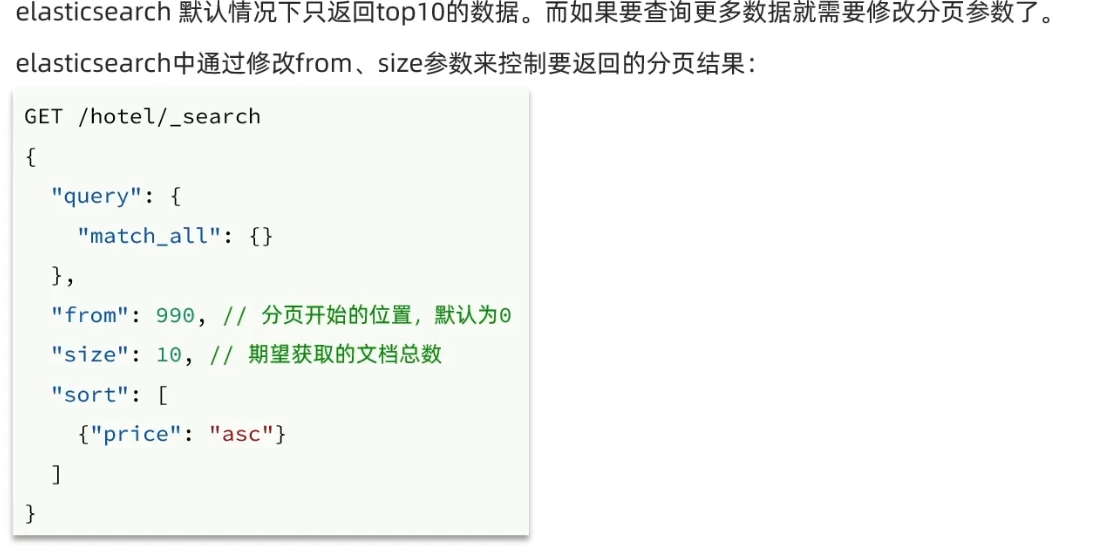 elasticsearch 默认情况下只返回top10的数据。而如果要查询更多数据就需要修改分页参数了。
elasticsearch中通过修改from、size参数来控制要返回的分页结果：
GET /hotel/_search
{
  "query": {
    "match_all": {}
  },
  "from": 990, // 分页开始的位置，默认为0
  "size": 10, // 期望获取的文档总数
  "sort": [
    {"price": "asc"}
  ]
}